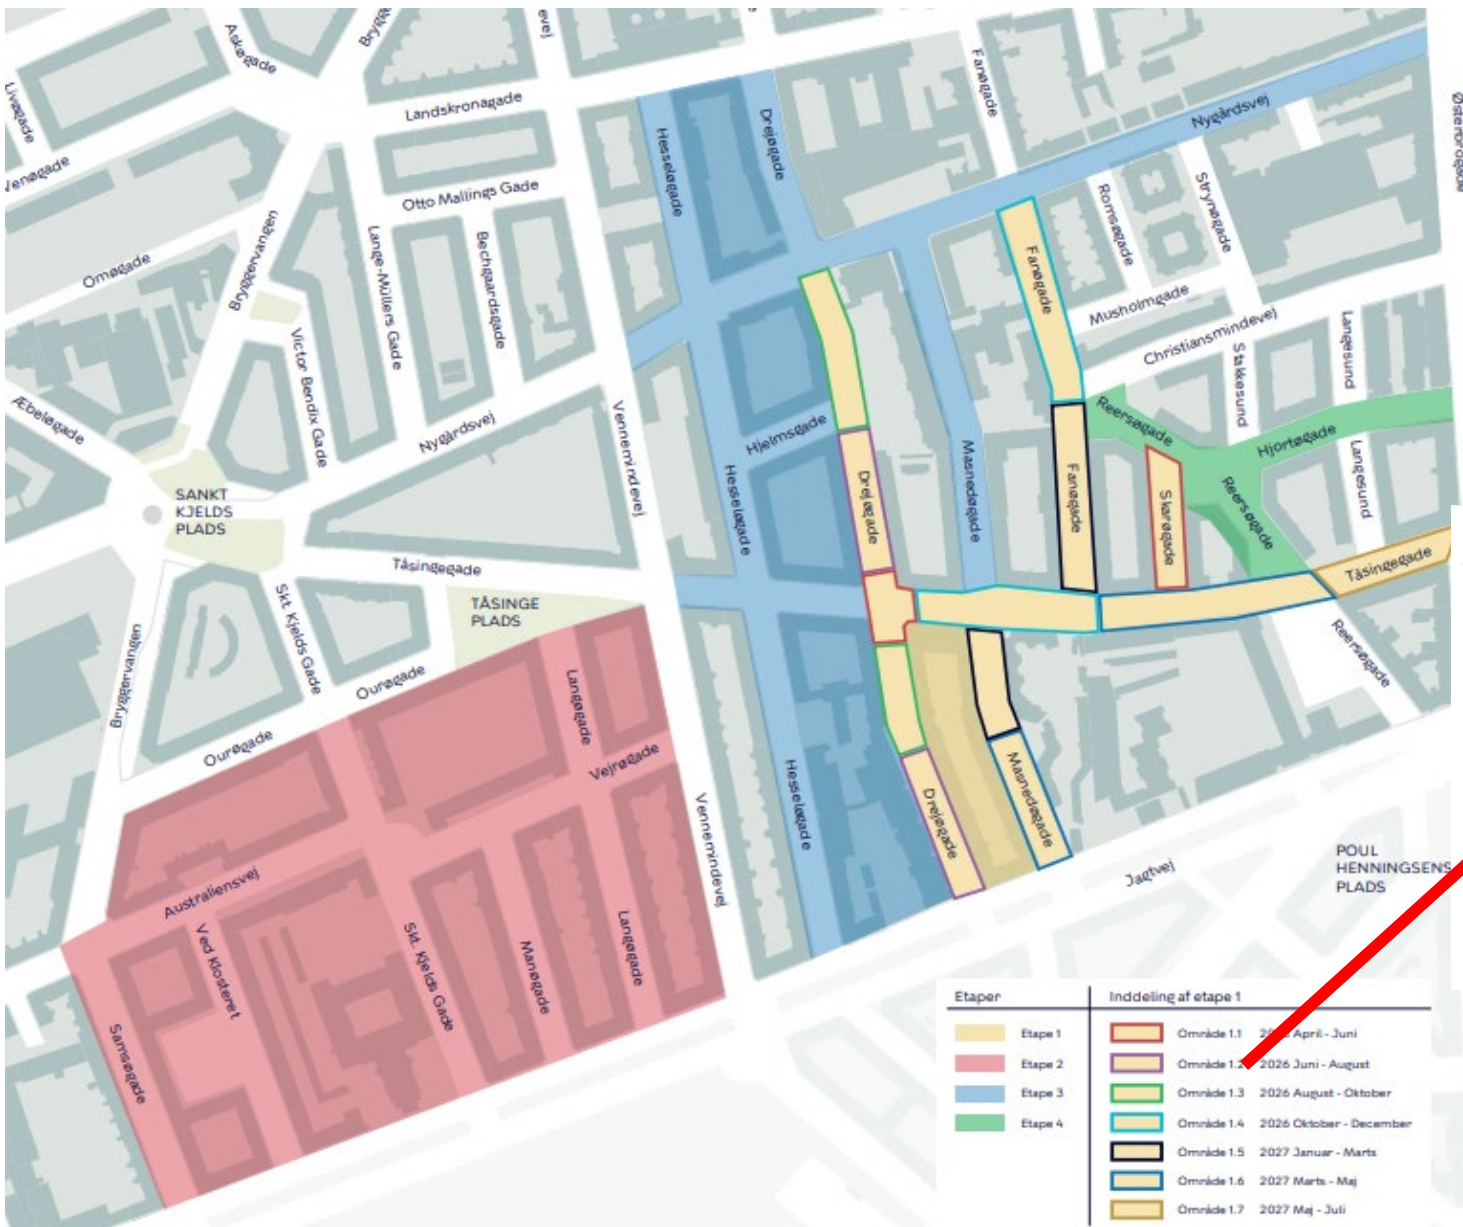 Askøgade
Livøgade
Venøgade
Landskronagade
Otto Mallings Gade
Omøgade
Bryggervangen
Lange-Müllers Gade
Bechgaardsgade
Victor Bendix Gade
Æbeløgade
Nygårdsvej
Vennemindevej
SANKT
KJELDS
PLADS
Tåsingegade
TÅSINGE
PLADS
Skt. Kjelds Gade
Bryggervangen
Ourøgade
Ourøgade
Langøgade
Vejrøgade
Vennemindevej
Australiensvej
Ved Klosteret
Skt. Kjelds Gade
Manøgade
Langøgade
Samsøgade
Hesseløgade
Drejøgade
Fanøgade
Nygårdsvej
Østerbrogade
Romsøgade
Strynøgade
Fanøgade
Musholmgade
Christiansmindevej
Stakkesund
Langesund
Hjelmsgade
Reersøgade
Hjortøgade
Langesund
Hesseløgade
Drejøgade
Masnedøgade
Fanøgade
Skarøgade
Reersøgade
Tåsingegade
Reersøgade
Hesseløgade
Drejøgade
Masnedøgade
Jagtvej
POUL
HENNINGSENS
PLADS
Etaper
Etape 1
Etape 2
Etape 3
Etape 4
Inddeling af etape 1
Område 1.1 April - Juni
Område 1.2 2026 Juni - August
Område 1.3 2026 August - Oktober
Område 1.4 2026 Oktober - December
Område 1.5 2027 Januar - Marts
Område 1.6 2027 Marts - Maj
Område 1.7 2027 Maj - Juli